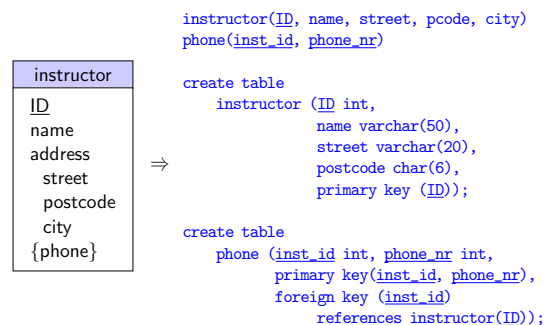 instructor
ID
name
address
street
postcode
city
{phone}
⇒
instructor(ID, name, street, pcode, city)
phone(inst_id, phone_nr)
create table
instructor (ID int,
name varchar(50),
street varchar(20),
postcode char(6),
primary key (ID));
create table
phone (inst_id int, phone_nr int,
primary key(inst_id, phone_nr),
foreign key (inst_id)
references instructor(ID));